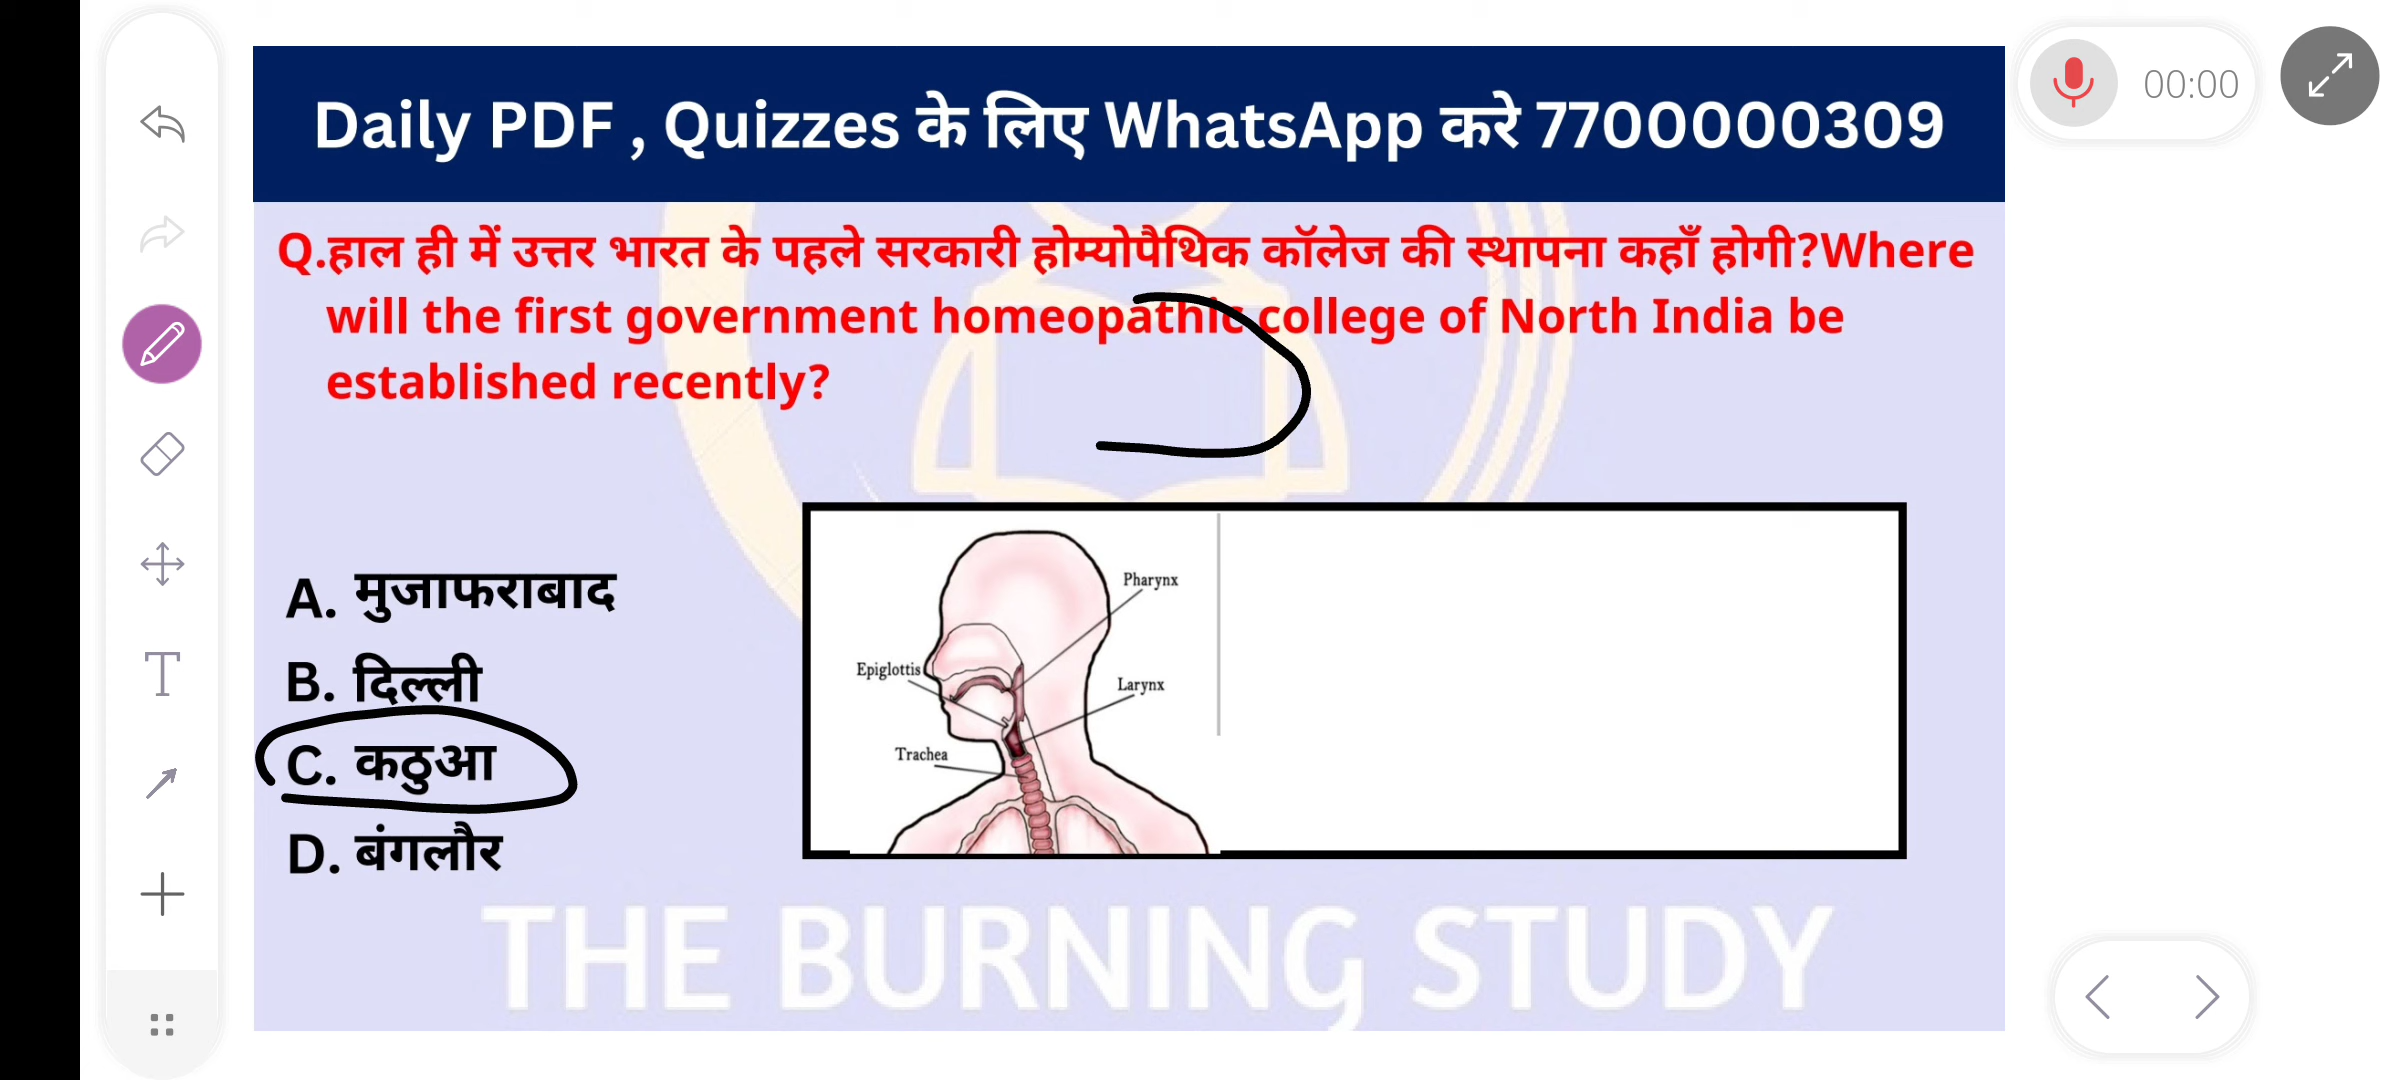 00:00
Daily PDF , Quizzes के लिए WhatsApp करे 7700000309
Q.हाल ही में उत्तर भारत के पहले सरकारी होम्योपैथिक कॉलेज की स्थापना कहाँ होगी?Where
will the first government homeopathic college of North India be
established recently?
A. मुजाफराबाद
B. दिल्ली
C. कठुआ
D. बंगलौर
Pharynx
Epiglottis
Larynx
Trachea
THE BURNING STUDY
T